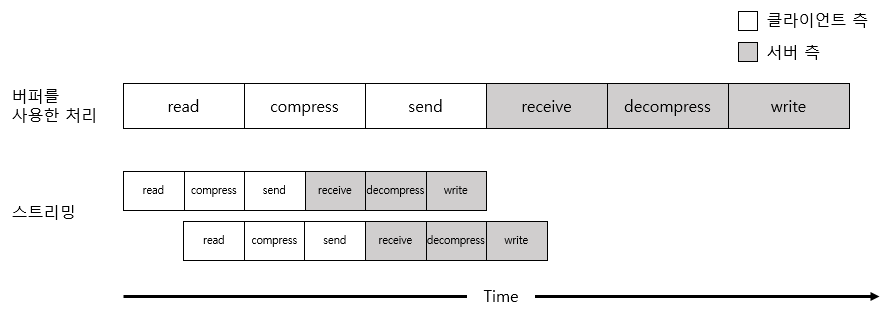 클라이언트 측
서버 측
버퍼를
사용한 처리
read compress send receive decompress write
스트리밍
read compress send receive decompress write
read compress send receive decompress write
Time